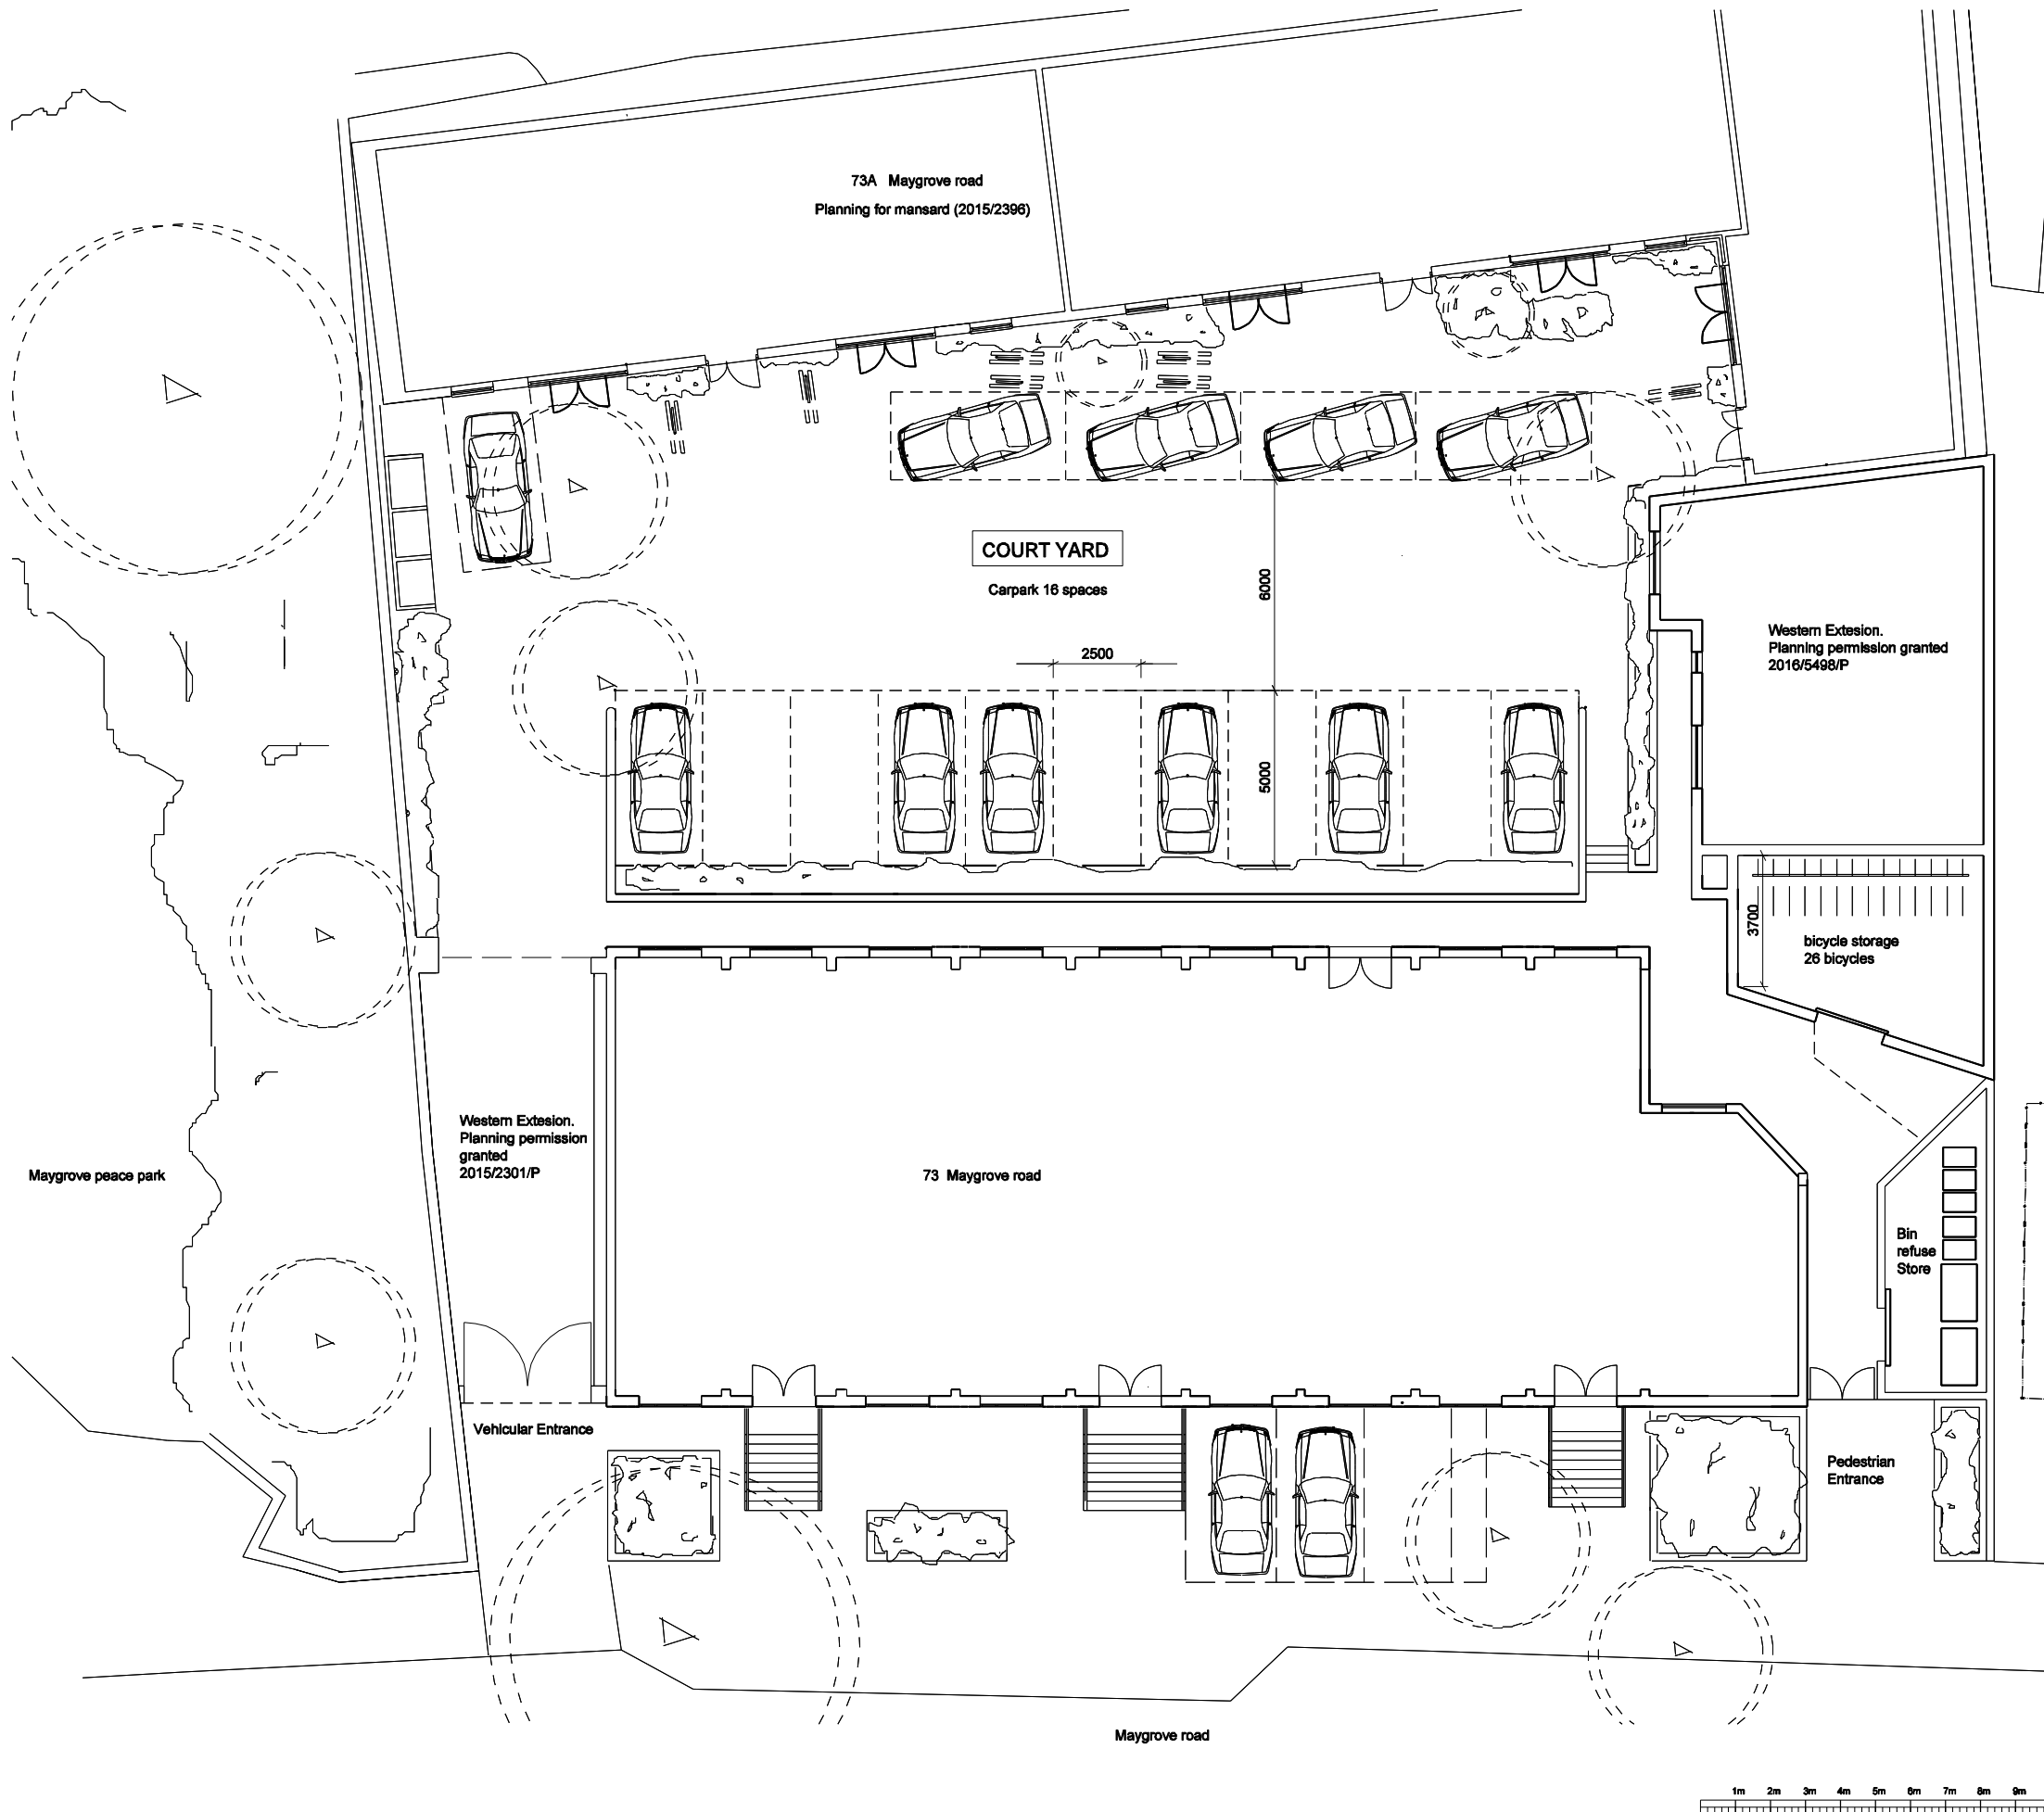 73A Maygrove road
Planning for mansard (2015/2396)
COURT YARD
Carpark 16 spaces
6000
2500
5000
Western Extesion.
Planning permission granted
2016/5498/P
3700
bicycle storage
26 bicycles
Western Extesion.
Planning permission
granted
2015/2301/P
Maygrove peace park
73 Maygrove road
Bin
refuse
Store
Vehicular Entrance
Pedestrian
Entrance
Maygrove road
1m 2m 3m 4m 5m 6m 7m 8m 9m